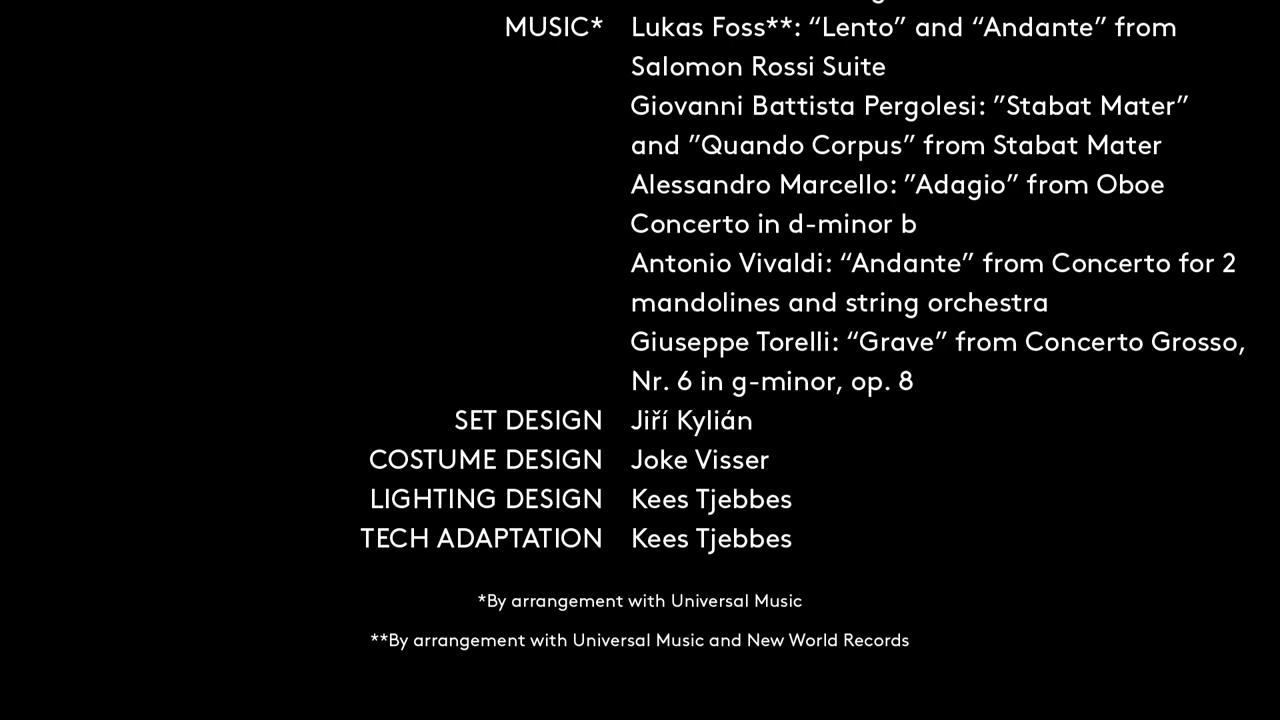 MUSIC* Lukas Foss**: “Lento” and “Andante” from
Salomon Rossi Suite
Giovanni Battista Pergolesi: ”Stabat Mater”
and ”Quando Corpus” from Stabat Mater
Alessandro Marcello: ”Adagio” from Oboe
Concerto in d-minor b
Antonio Vivaldi: “Andante” from Concerto for 2
mandolines and string orchestra
Giuseppe Torelli: “Grave” from Concerto Grosso,
Nr. 6 in g-minor, op. 8
SET DESIGN Jiří Kylián
COSTUME DESIGN Joke Visser
LIGHTING DESIGN Kees Tjebbes
TECH ADAPTATION Kees Tjebbes
*By arrangement with Universal Music
**By arrangement with Universal Music and New World Records